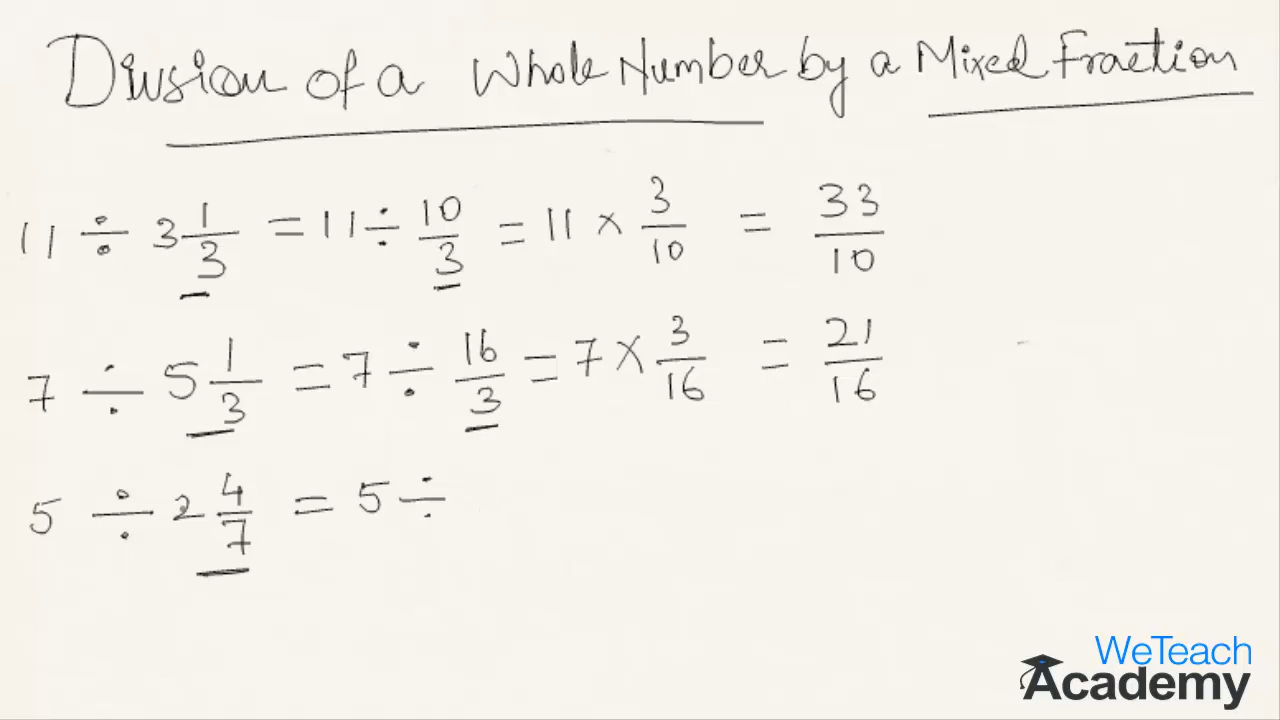 Division of a Whole Number by a Mixed Fraction
11 ÷ 3 1/3 = 11 ÷ 10/3 = 11 × 3/10 = 33/10
7 ÷ 5 1/3 = 7 ÷ 16/3 = 7 × 3/16 = 21/16
5 ÷ 2 4/7 = 5 ÷
WeTeach
Academy